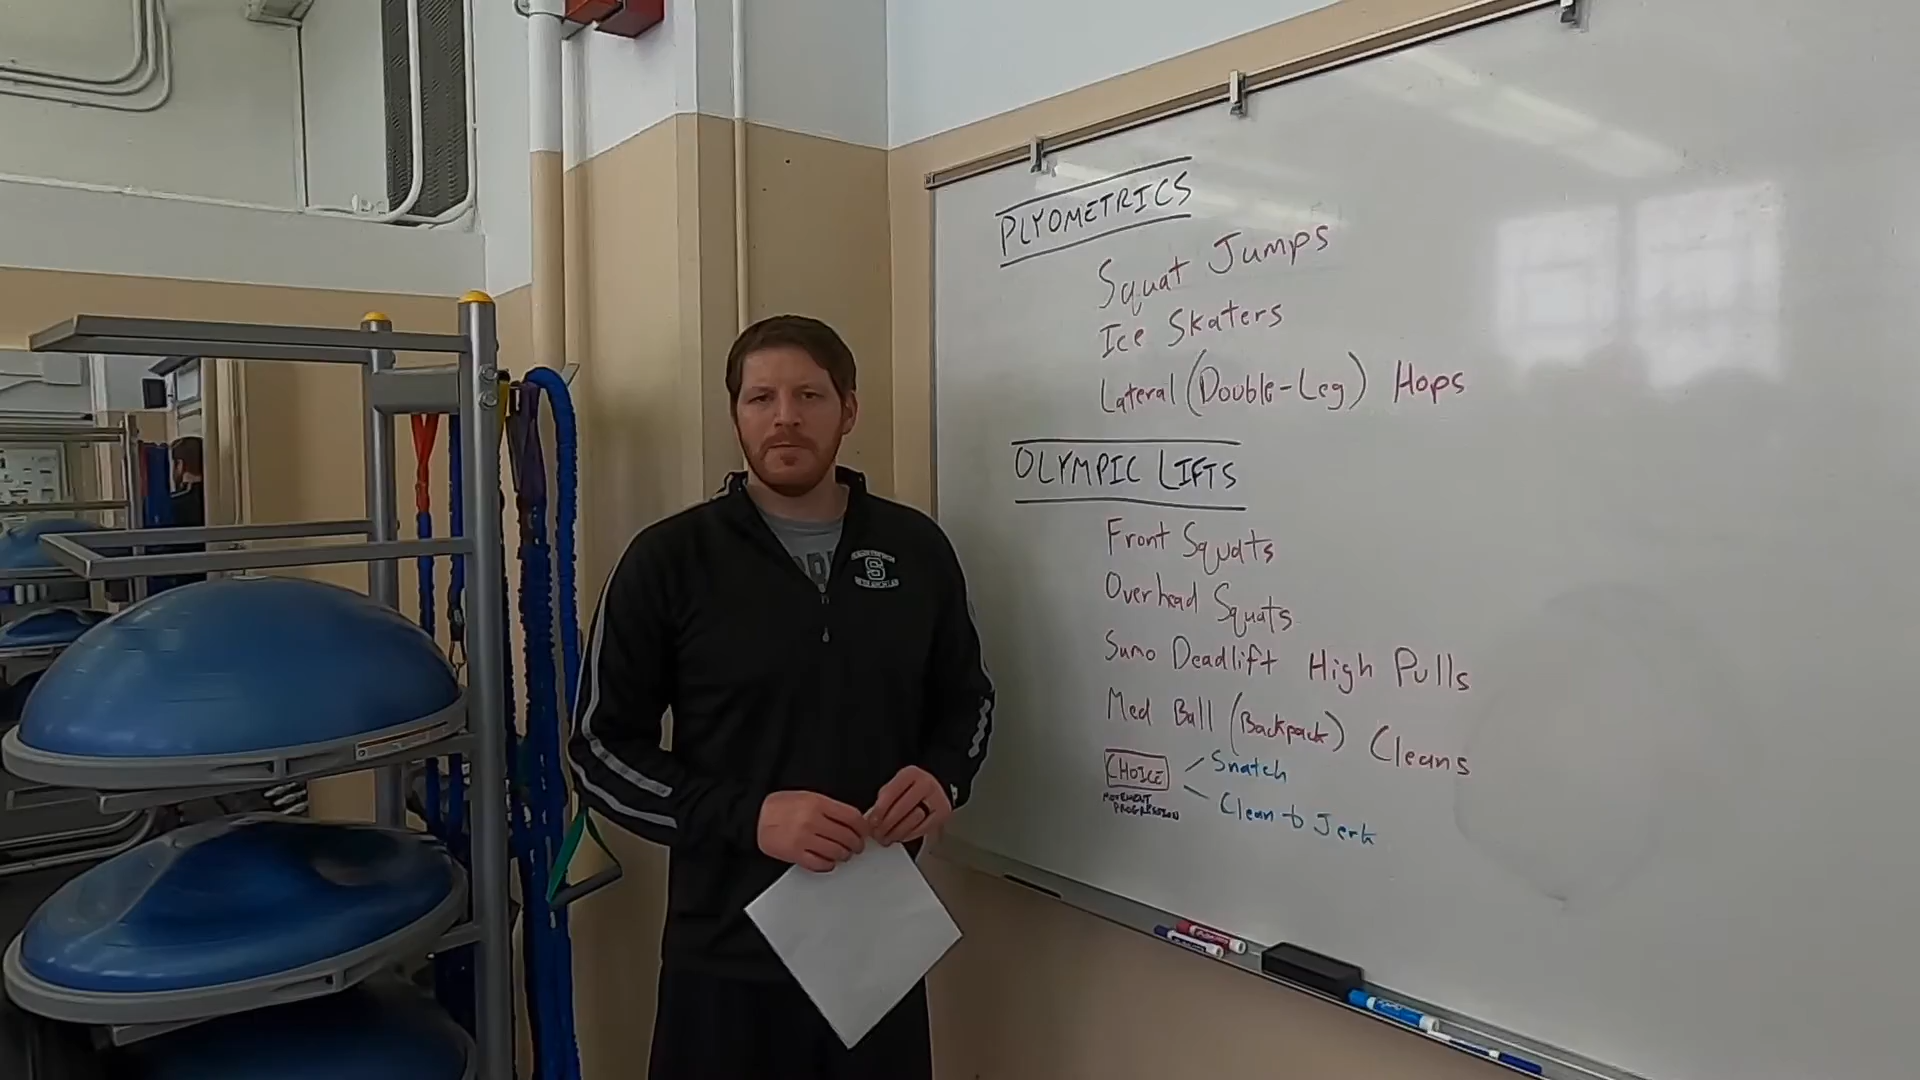 PLYOMETRICS
Squat Jumps
Ice Skaters
Lateral (Double-Leg) Hops
OLYMPIC LIFTS
Front Squats
Overhead Squats
Sumo Deadlift High Pulls
Med Ball (Backpack) Cleans
CHOICE
MOVEMENT
PROGRESSION
Snatch
Clean to Jerk
S